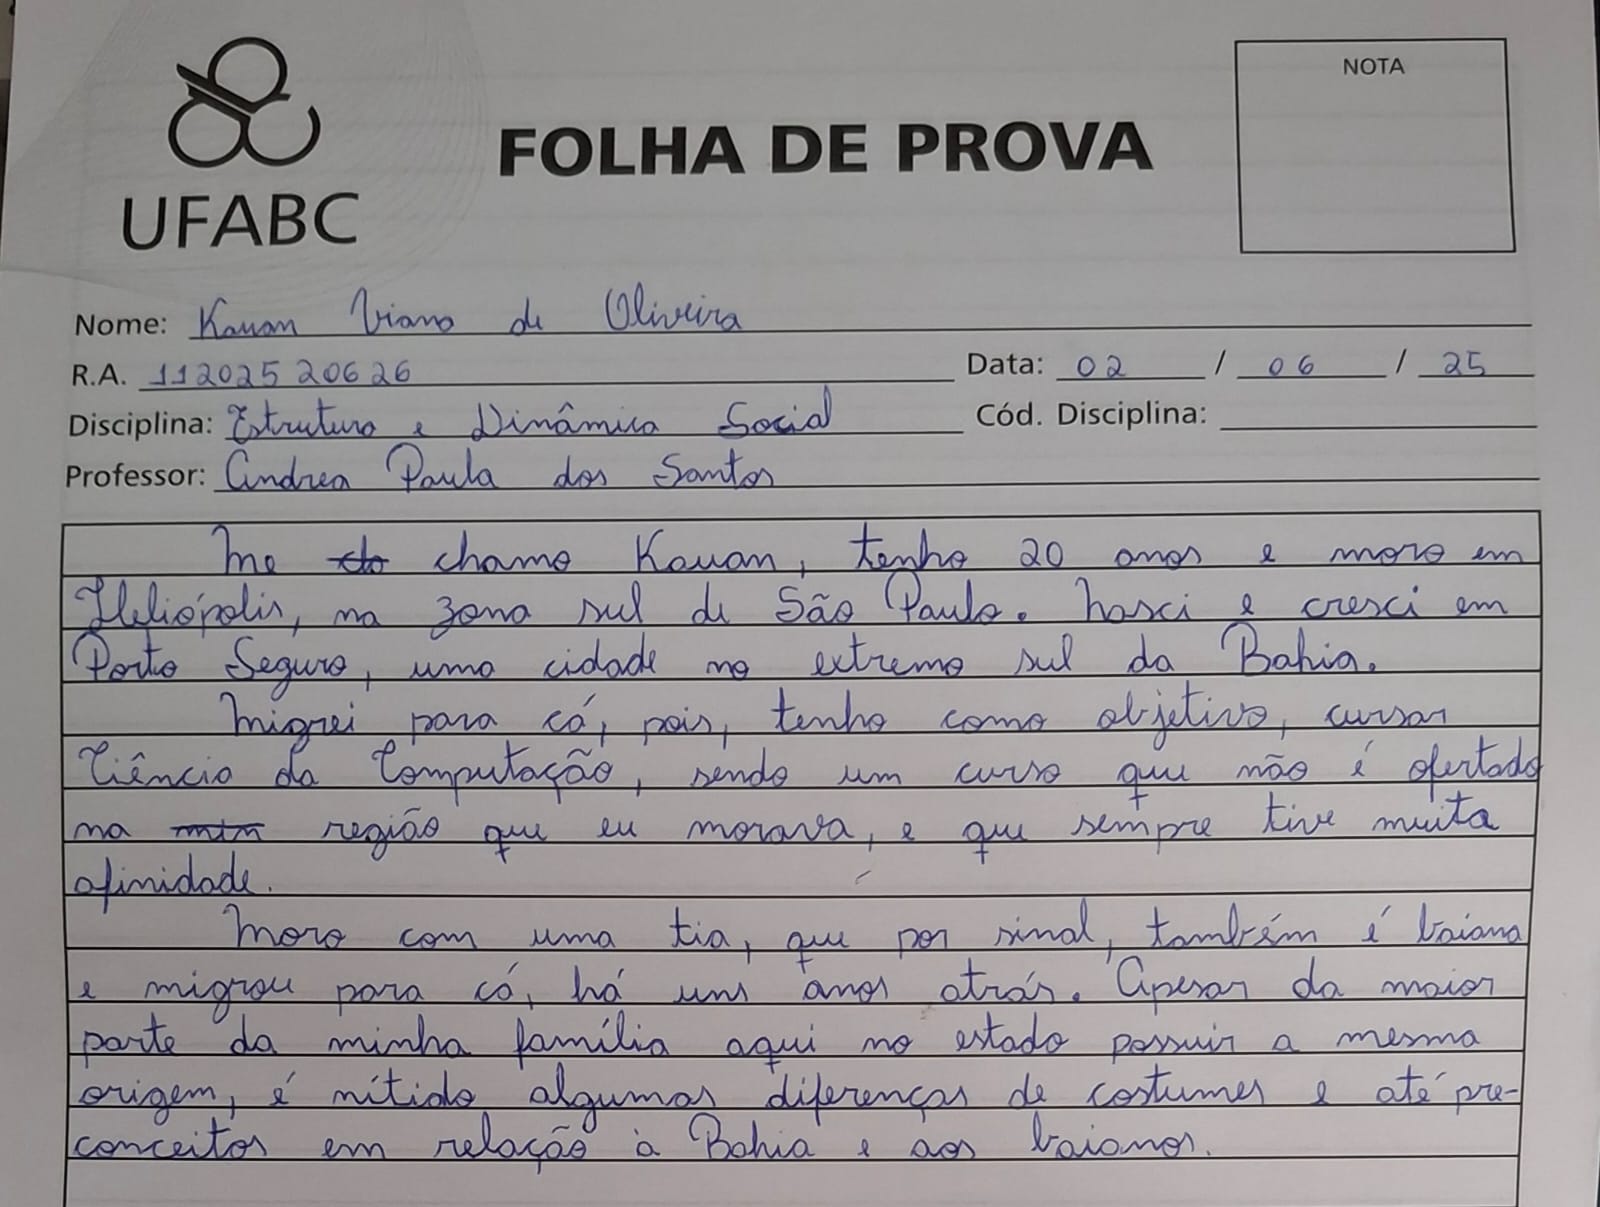 UFABC
FOLHA DE PROVA
NOTA
Nome: Kauan Viana de Oliveira
R.A. 11202520626 Data: 02 / 06 / 25
Disciplina: Estrutura e Dinâmica Social Cód. Disciplina:
Professor: Andrea Paula dos Santos
Me chamo Kauan, tenho 20 anos e moro em
Heliópolis, na zona sul de São Paulo. Nasci e cresci em
Porto Seguro, uma cidade no extremo sul da Bahia.
Migrei para cá, pois, tenho como objetivo, cursar
Ciência da Computação, sendo um curso que não é ofertado
na região que eu morava, e que sempre tive muita
afinidade.
Moro com uma tia, que por sinal, também é baiana
e migrou para cá, há uns anos atrás. Apesar da maior
parte da minha família aqui no estado possuir a mesma
origem, é nítido algumas diferenças de costumes e até pre-
conceitos em relação à Bahia e aos baianos.